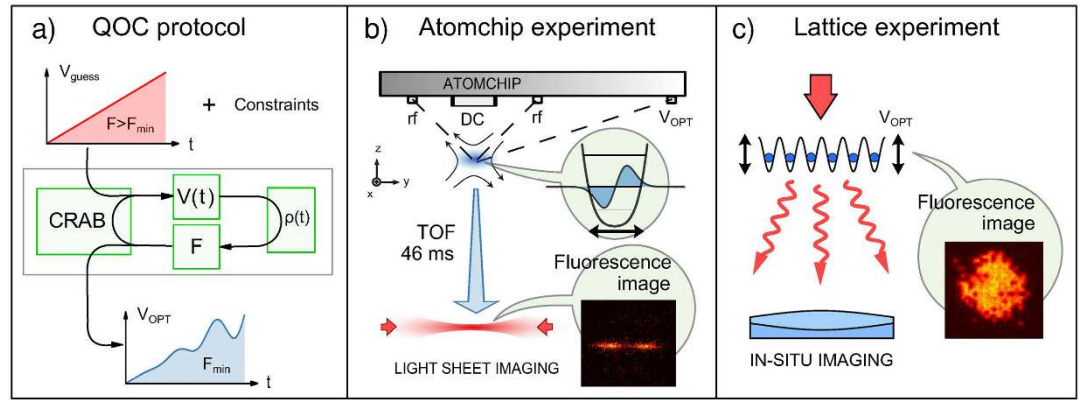 a) QOC protocol
V_guess
F>F_min
+ Constraints
t
CRAB
V(t)
F
ρ(t)
V_OPT
F_min
t
b) Atomchip experiment
ATOMCHIP
rf
DC
rf
V_OPT
z
y
x
TOF
46 ms
Fluorescence
image
LIGHT SHEET IMAGING
c) Lattice experiment
V_OPT
Fluorescence
image
IN-SITU IMAGING